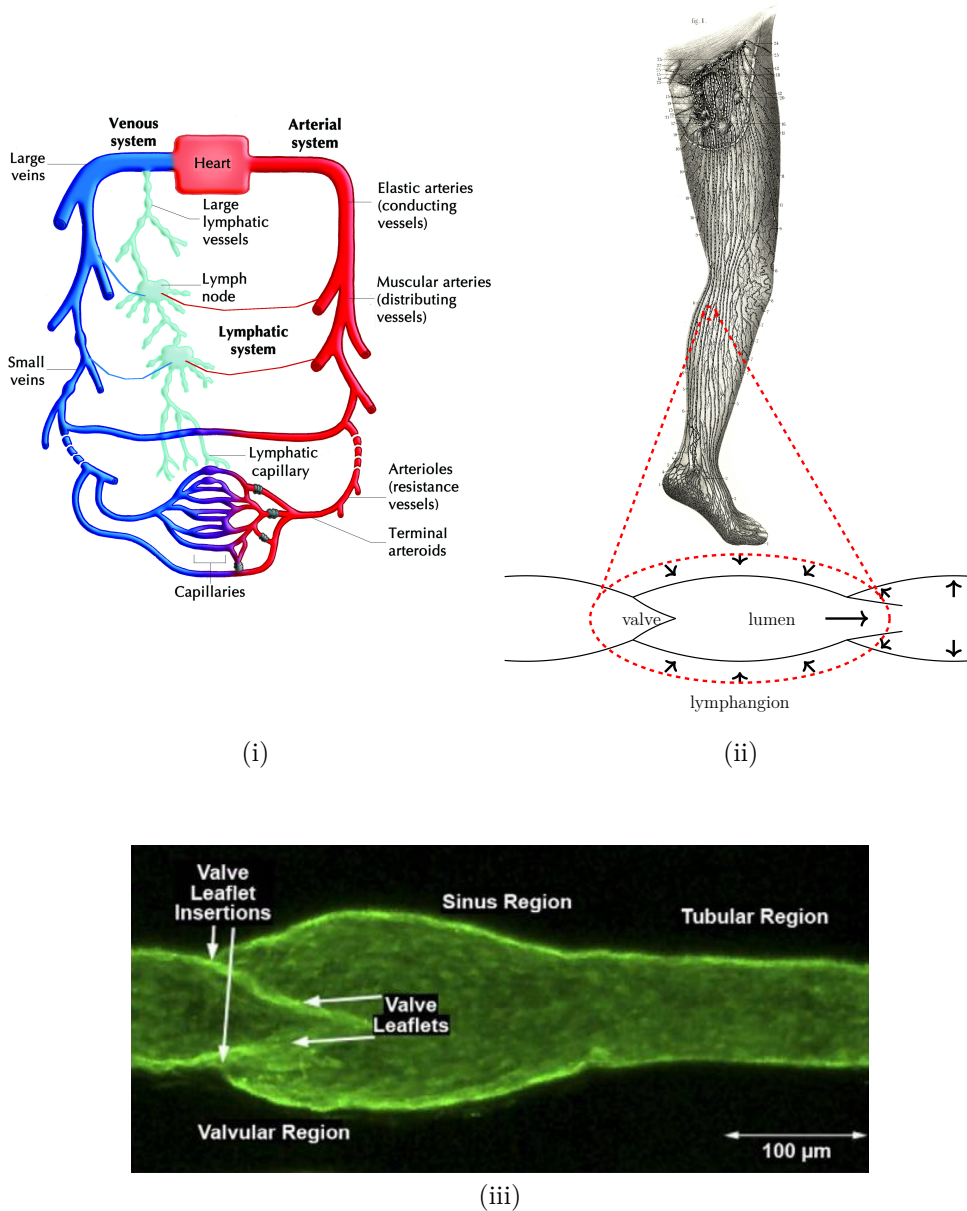 fig. 1.
Venous
system
Arterial
system
Large
veins
Heart
Elastic arteries
(conducting
vessels)
Large
lymphatic
vessels
Lymph
node
Muscular arteries
(distributing
vessels)
Lymphatic
system
Small
veins
Lymphatic
capillary
Arterioles
(resistance
vessels)
Terminal
arteroids
Capillaries
valve
lumen
lymphangion
(i)
(ii)
Valve
Leaflet
Insertions
Sinus Region
Tubular Region
Valve
Leaflets
Valvular Region
100 µm
(iii)